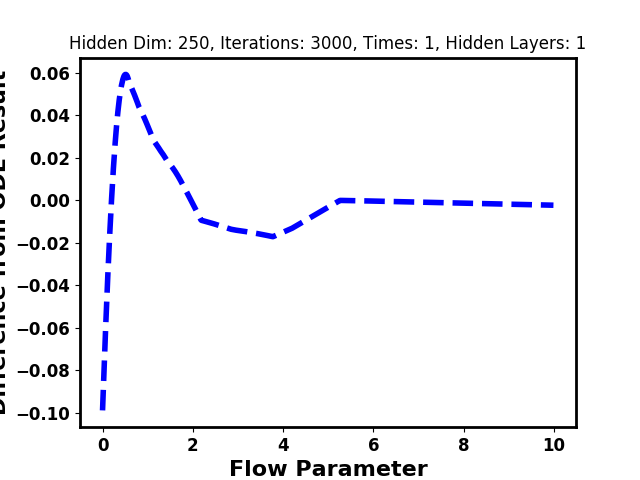 Hidden Dim: 250, Iterations: 3000, Times: 1, Hidden Layers: 1
Difference from ODE Result
0.06
0.04
0.02
0.00
−0.02
−0.04
−0.06
−0.08
−0.10
0 2 4 6 8 10
Flow Parameter